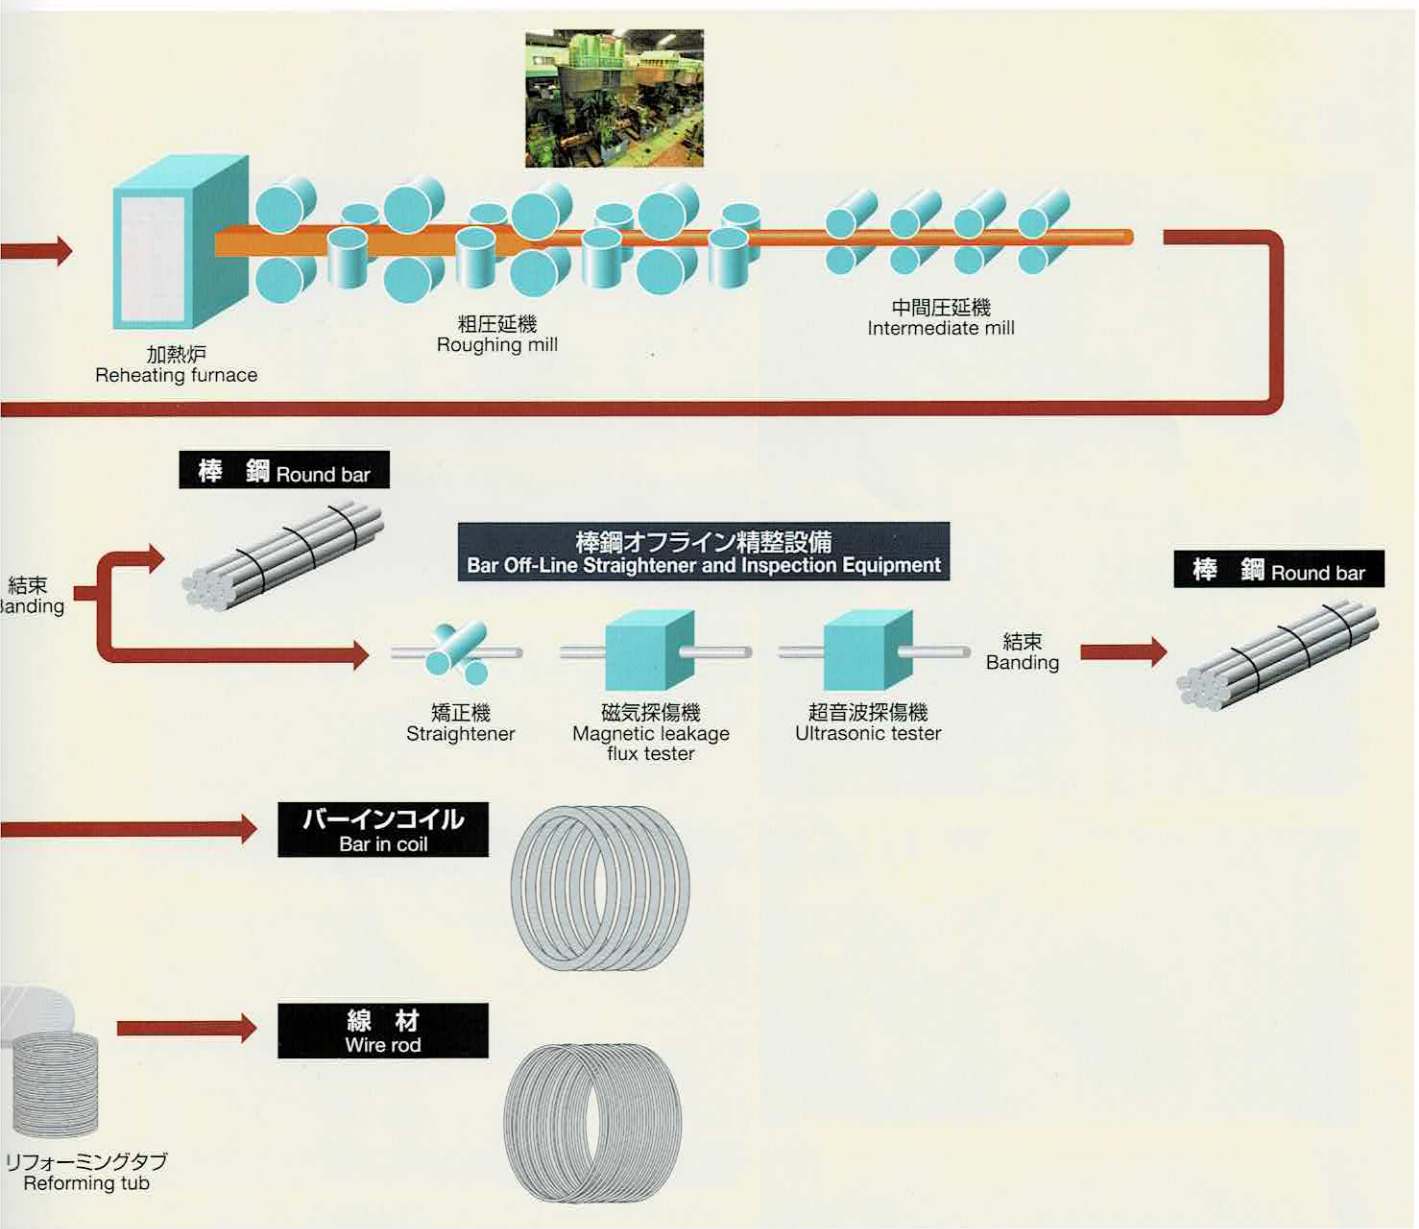 加熱炉
Reheating furnace
粗圧延機
Roughing mill
中間圧延機
Intermediate mill
棒 鋼 Round bar
結束
棒鋼オフライン精整設備
Bar Off-Line Straightener and Inspection Equipment
矯正機
Straightener
磁気探傷機
Magnetic leakage
flux tester
超音波探傷機
Ultrasonic tester
結束
Banding
棒 鋼 Round bar
バーインコイル
Bar in coil
線 材
Wire rod
リフォーミングタブ
Reforming tub